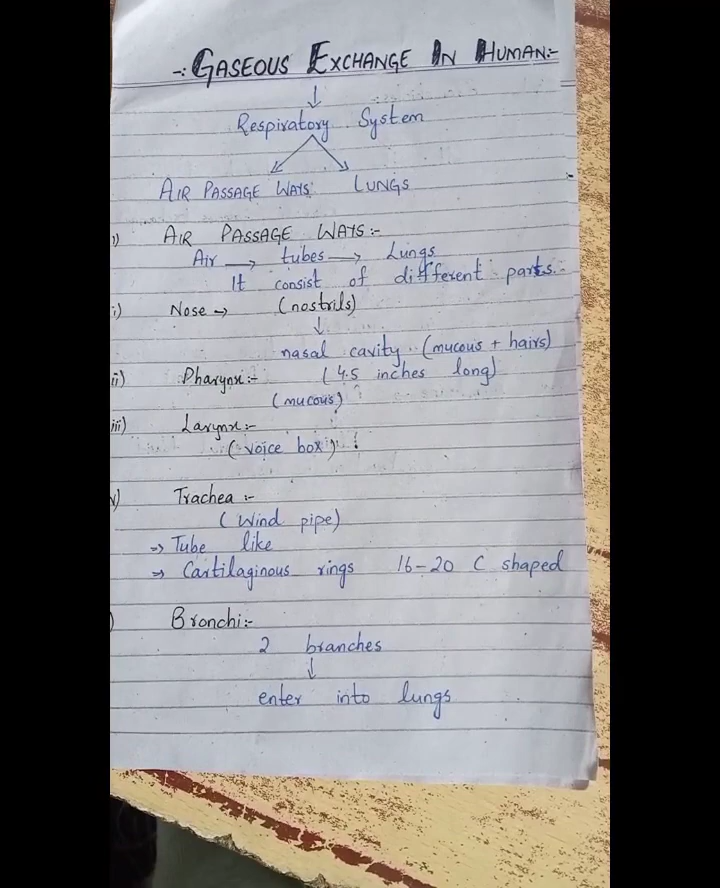 -: GASEOUS EXCHANGE IN HUMAN:-
↓
Respiratory System
AIR PASSAGE WAYS LUNGS
1) AIR PASSAGE WAYS:-
Air → tubes → Lungs
It consist of different parts:-
i) Nose → (nostrils)
↓
nasal cavity (mucous + hairs)
ii) Pharynx:- (4.5 inches long)
(mucous)
iii) Larynx:-
(voice box)
v) Trachea :-
(Wind pipe)
⇒ Tube like
⇒ Cartilaginous rings 16-20 C shaped
) Bronchi:-
2 branches
↓
enter into lungs